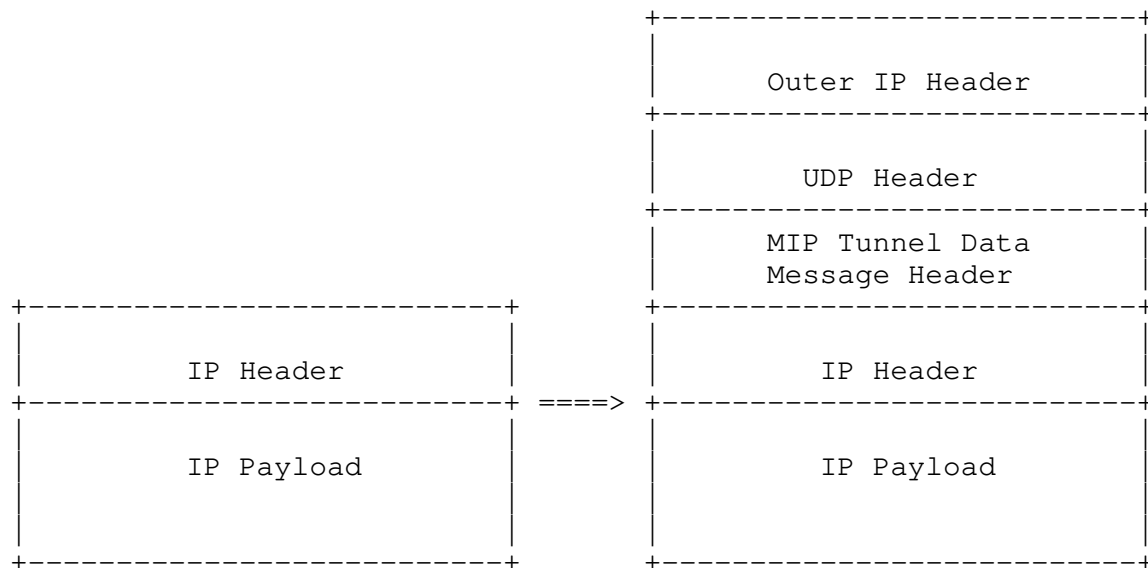 Outer IP Header
UDP Header
MIP Tunnel Data
Message Header
IP Header
IP Header
====>
IP Payload
IP Payload